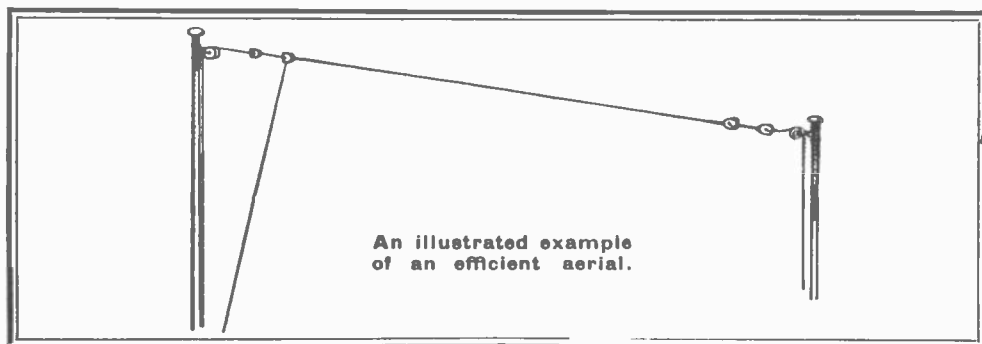 An illustrated example
of an efficient aerial.